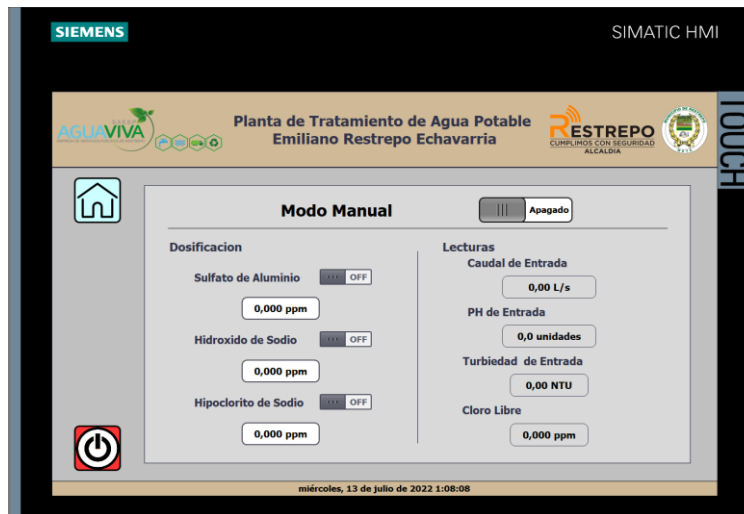 SIEMENS
SIMATIC HMI
TOUCH
E.S.E.R.P.
AGUAVIVA
Planta de Tratamiento de Agua Potable
Emiliano Restrepo Echavarria
RESTREPO
CUMPLIMOS CON SEGURIDAD
ALCALDIA
Modo Manual
Apagado
Dosificacion
Sulfato de Aluminio
OFF
0,000 ppm
Hidroxido de Sodio
OFF
0,000 ppm
Hipoclorito de Sodio
OFF
0,000 ppm
Lecturas
Caudal de Entrada
0,00 L/s
PH de Entrada
0,0 unidades
Turbiedad de Entrada
0,00 NTU
Cloro Libre
0,000 ppm
miércoles, 13 de julio de 2022 1:08:08